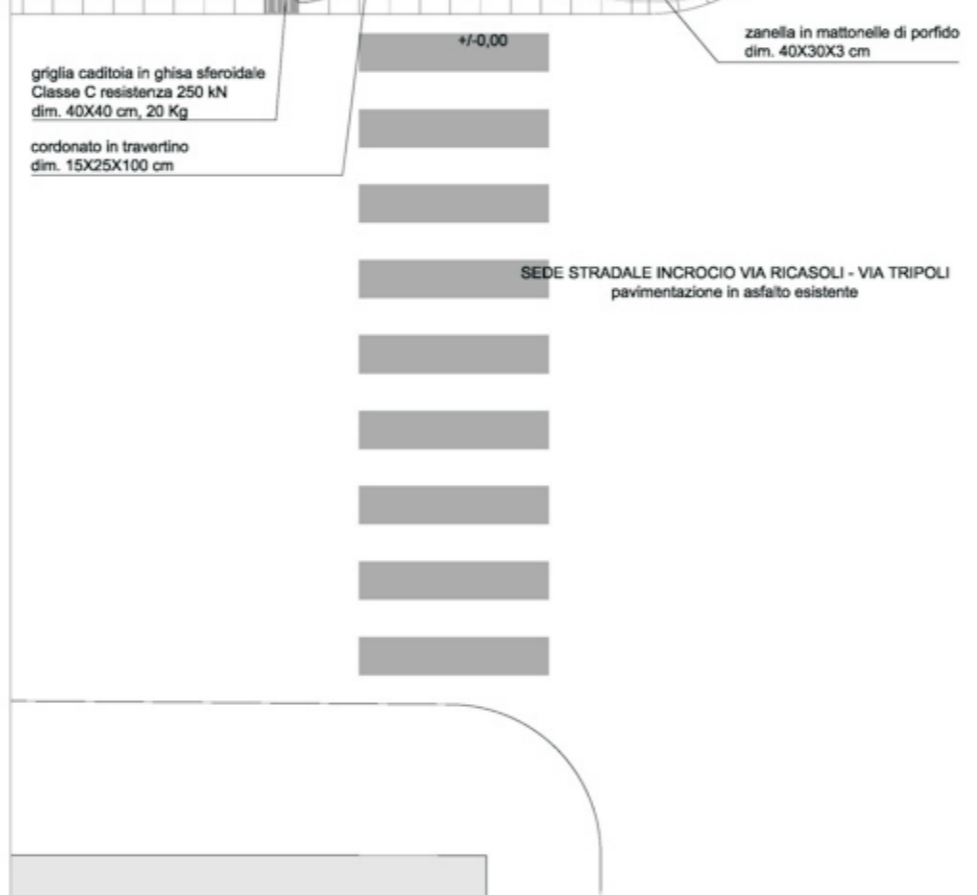 +/-0,00
zanella in mattonelle di porfido
dim. 40X30X3 cm
griglia caditoia in ghisa sferoidale
Classe C resistenza 250 kN
dim. 40X40 cm, 20 Kg
cordonato in travertino
dim. 15X25X100 cm
SEDE STRADALE INCROCIO VIA RICASOLI - VIA TRIPOLI
pavimentazione in asfalto esistente